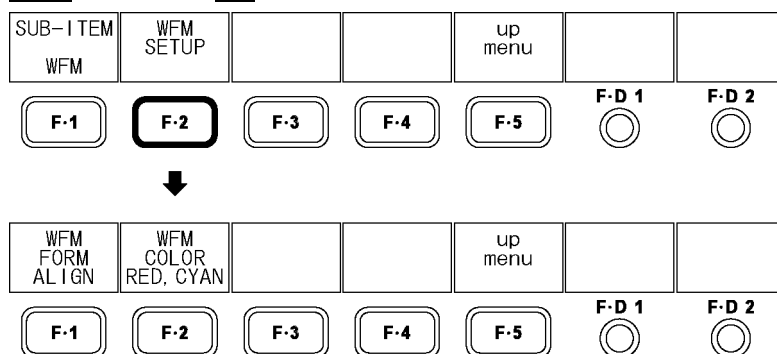 SUB-ITEM
WFM
WFM
SETUP
up
menu
F·1
F·2
F·3
F·4
F·5
F·D 1
F·D 2
WFM
FORM
ALIGN
WFM
COLOR
RED, CYAN
up
menu
F·1
F·2
F·3
F·4
F·5
F·D 1
F·D 2